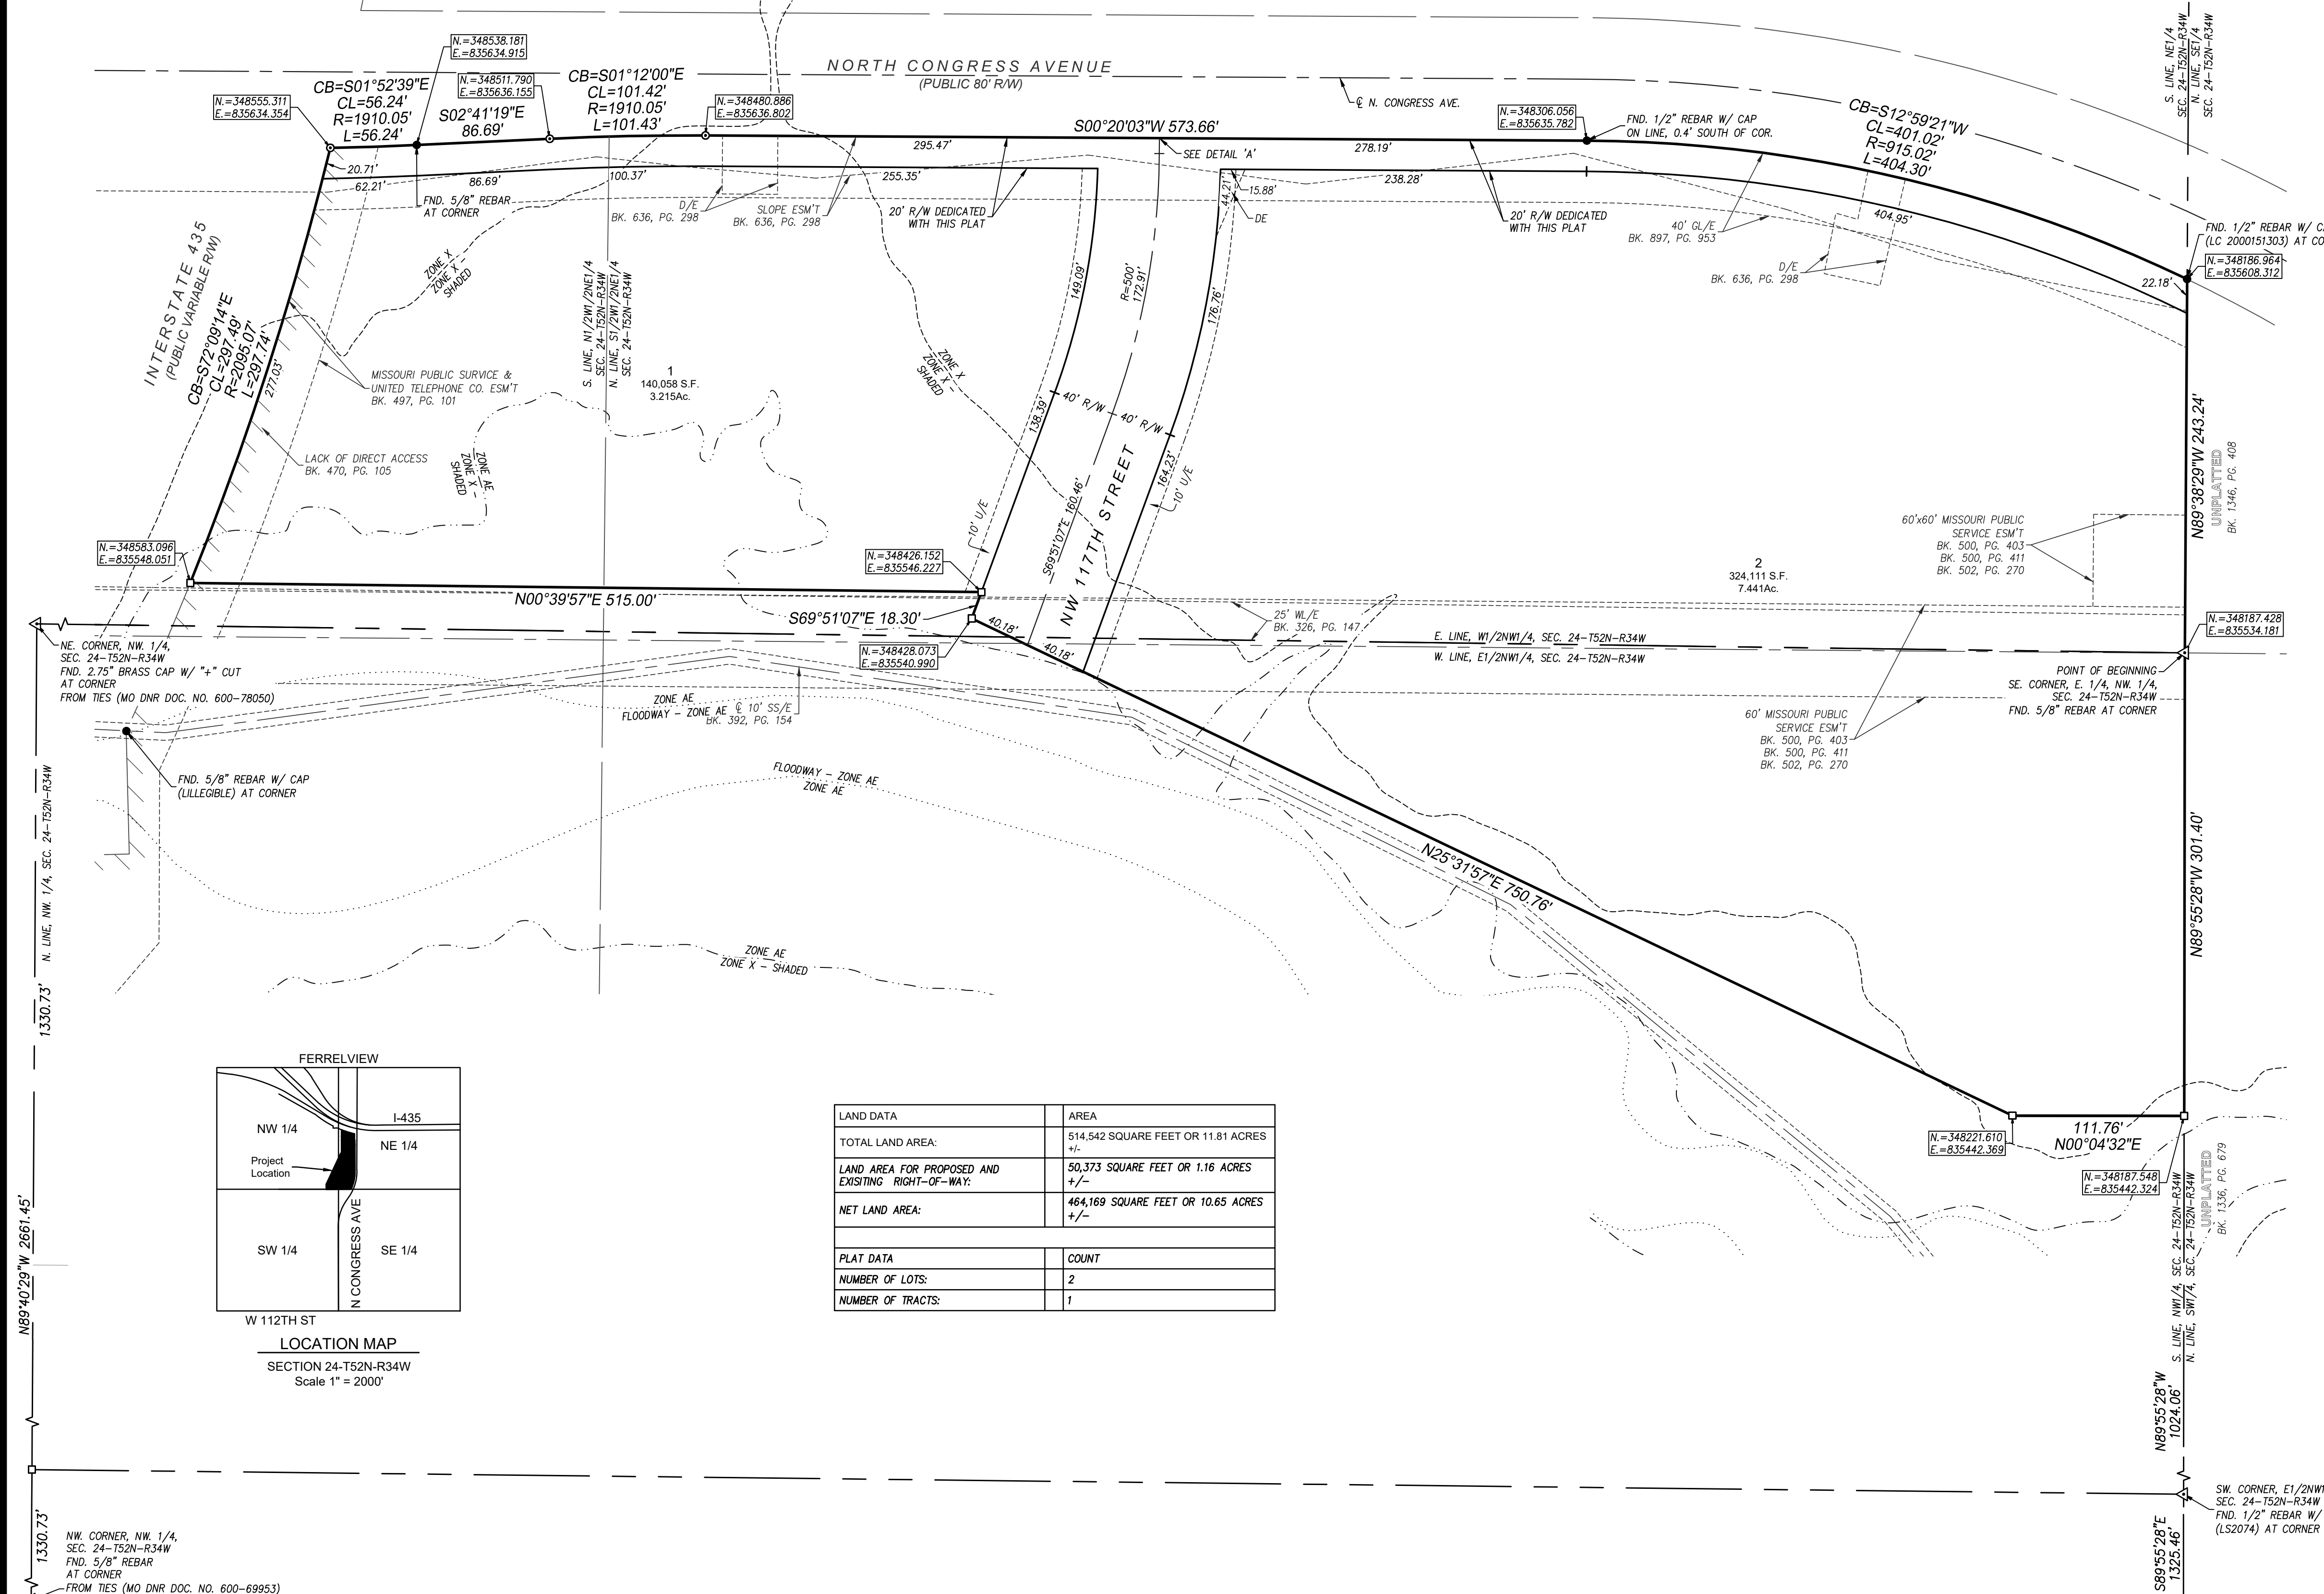 NORTH CONGRESS AVENUE
(PUBLIC 80' R/W)
℄ N. CONGRESS AVE.
S. LINE, NE1/4
SEC. 24-T52N-R34W
N. LINE, SE1/4
SEC. 24-T52N-R34W
N.=348538.181
E.=835634.915
N.=348555.311
E.=835634.354
CB=S01°52'39"E
CL=56.24'
R=1910.05'
L=56.24'
N.=348511.790
E.=835636.155
S02°41'19"E
86.69'
CB=S01°12'00"E
CL=101.42'
R=1910.05'
L=101.43'
N.=348480.886
E.=835636.802
S00°20'03"W 573.66'
295.47'
SEE DETAIL 'A'
278.19'
N.=348306.056
E.=835635.782
FND. 1/2" REBAR W/ CAP
ON LINE, 0.4' SOUTH OF COR.
CB=S12°59'21"W
CL=401.02'
R=915.02'
L=404.30'
20.71'
62.21'
86.69'
100.37'
255.35'
FND. 5/8" REBAR
AT CORNER
D/E
BK. 636, PG. 298
SLOPE ESM'T
BK. 636, PG. 298
20' R/W DEDICATED
WITH THIS PLAT
44.21'
15.88'
DE
238.28'
20' R/W DEDICATED
WITH THIS PLAT
40' GL/E
BK. 897, PG. 953
404.95'
D/E
BK. 636, PG. 298
FND. 1/2" REBAR W/
(LC 2000151303) AT
N.=348186.964
E.=835608.312
22.18'
INTERSTATE 435
(PUBLIC VARIABLE R/W)
CB=S72°09'14"E
CL=297.49'
R=2095.07'
L=297.74'
277.03'
ZONE X
ZONE X -
SHADED
S. LINE, N1/2W1/2NE1/4
SEC. 24-T52N-R34W
N. LINE, S1/2W1/2NE1/4
SEC. 24-T52N-R34W
MISSOURI PUBLIC SURVICE &
UNITED TELEPHONE CO. ESM'T
BK. 497, PG. 101
1
140,058 S.F.
3.215Ac.
LACK OF DIRECT ACCESS
BK. 470, PG. 105
ZONE AE
ZONE X -
SHADED
ZONE X
ZONE X -
SHADED
149.09'
138.39'
R=500'
172.91'
176.76'
40' R/W
40' R/W
164.23'
10' U/E
10' U/E
S69°51'07"E 160.46'
NW 117TH STREET
N89°38'29"W 243.24'
UNPLATTED
BK. 1346, PG. 408
60'x60' MISSOURI PUBLIC
SERVICE ESM'T
BK. 500, PG. 403
BK. 500, PG. 411
BK. 502, PG. 270
2
324,111 S.F.
7.441Ac.
N.=348583.096
E.=835548.051
N.=348426.152
E.=835546.227
N00°39'57"E 515.00'
S69°51'07"E 18.30'
40.18'
40.18'
N.=348428.073
E.=835540.990
25' WL/E
BK. 326, PG. 147
E. LINE, W1/2NW1/4, SEC. 24-T52N-R34W
W. LINE, E1/2NW1/4, SEC. 24-T52N-R34W
N.=348187.428
E.=835534.181
POINT OF BEGINNING
SE. CORNER, E. 1/4, NW. 1/4,
SEC. 24-T52N-R34W
FND. 5/8" REBAR AT CORNER
NE. CORNER, NW. 1/4,
SEC. 24-T52N-R34W
FND. 2.75" BRASS CAP W/ "+" CUT
AT CORNER
FROM TIES (MO DNR DOC. NO. 600-78050)
ZONE AE
FLOODWAY - ZONE AE
℄ 10' SS/E
BK. 392, PG. 154
60' MISSOURI PUBLIC
SERVICE ESM'T
BK. 500, PG. 403
BK. 500, PG. 411
BK. 502, PG. 270
FND. 5/8" REBAR W/ CAP
(LILLEGIBLE) AT CORNER
FLOODWAY - ZONE AE
ZONE AE
N. LINE, NW. 1/4, SEC. 24-T52N-R34W
1330.73'
N25°31'57"E 750.76'
N89°55'28"W 301.40'
ZONE AE
ZONE X - SHADED
N.=348221.610
E.=835442.369
111.76'
N00°04'32"E
N.=348187.548
E.=835442.324
UNPLATTED
BK. 1336, PG. 679
S. LINE, NW1/4, SEC. 24-T52N-R34W
N. LINE, SW1/4, SEC. 24-T52N-R34W
FERRELVIEW
I-435
NW 1/4
NE 1/4
Project
Location
SW 1/4
SE 1/4
N CONGRESS AVE
W 112TH ST
LOCATION MAP
SECTION 24-T52N-R34W
Scale 1" = 2000'
LAND DATA AREA
TOTAL LAND AREA: 514,542 SQUARE FEET OR 11.81 ACRES
+/-
LAND AREA FOR PROPOSED AND
EXISITING RIGHT-OF-WAY:
50,373 SQUARE FEET OR 1.16 ACRES
+/-
NET LAND AREA: 464,169 SQUARE FEET OR 10.65 ACRES
+/-
PLAT DATA COUNT
NUMBER OF LOTS: 2
NUMBER OF TRACTS: 1
N89°40'29"W 2661.45'
N89°55'28"W
1024.06'
S89°55'28"E
1325.46'
SW. CORNER,
SEC. 24-T52N-R34W
FND. 1/2" REBAR W/
(LS2074) AT CORNER
1330.73'
NW. CORNER, NW. 1/4,
SEC. 24-T52N-R34W
FND. 5/8" REBAR
AT CORNER
FROM TIES (MO DNR DOC. NO. 600-69953)